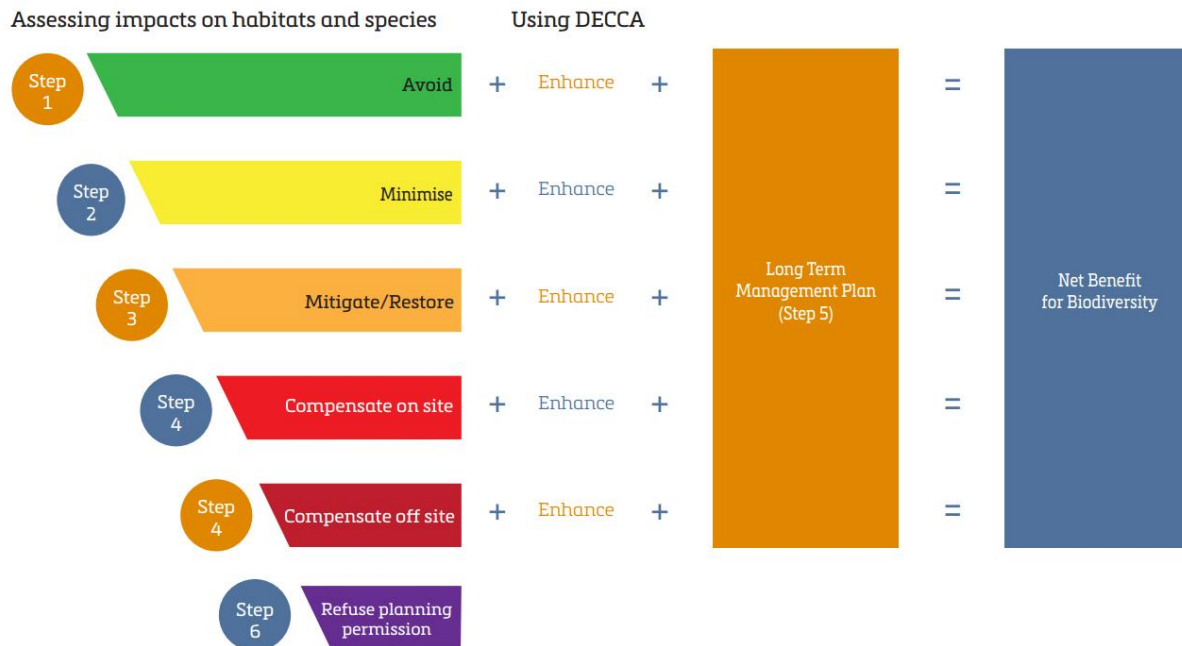 Assessing impacts on habitats and species
Using DECCA
Step
1
Avoid
+
Enhance
+
=
Step
2
Minimise
+
Enhance
+
=
Step
3
Mitigate/Restore
+
Enhance
+
Long Term
Management Plan
(Step 5)
=
Net Benefit
for Biodiversity
Step
4
Compensate on site
+
Enhance
+
=
Step
4
Compensate off site
+
Enhance
+
=
Step
6
Refuse planning
permission